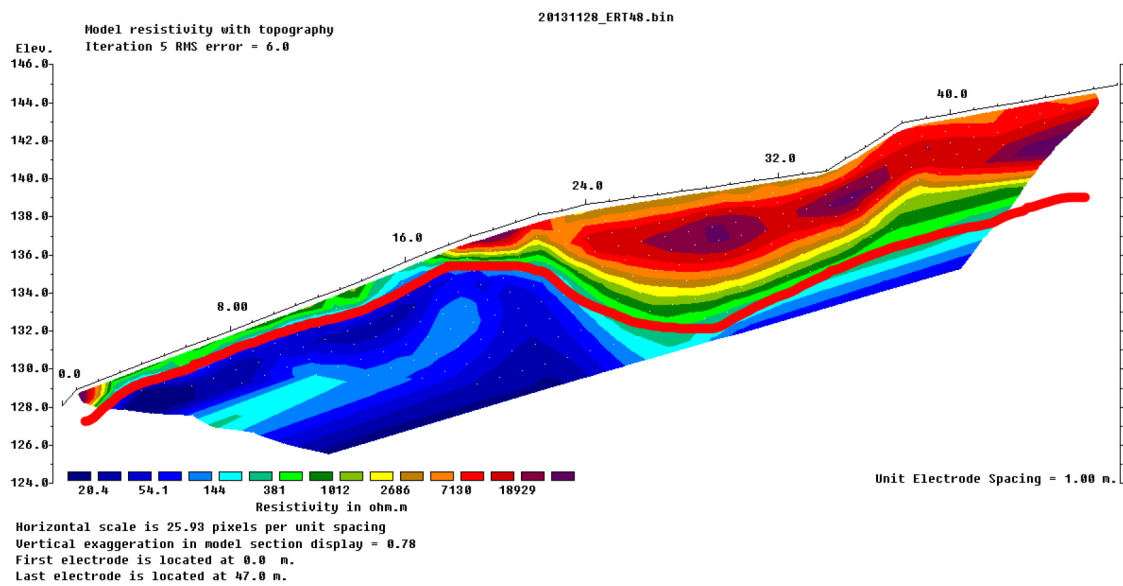 20131128_ERT48.bin
Model resistivity with topography
Iteration 5 RMS error = 6.0
Elev.
146.0
144.0
142.0
140.0
138.0
136.0
134.0
132.0
130.0
128.0
126.0
124.0
0.0
8.00
16.0
24.0
32.0
40.0
20.4 54.1 144 381 1012 2686 7130 18929
Resistivity in ohm.m
Unit Electrode Spacing = 1.00 m.
Horizontal scale is 25.93 pixels per unit spacing
Vertical exaggeration in model section display = 0.78
First electrode is located at 0.0 m.
Last electrode is located at 47.0 m.